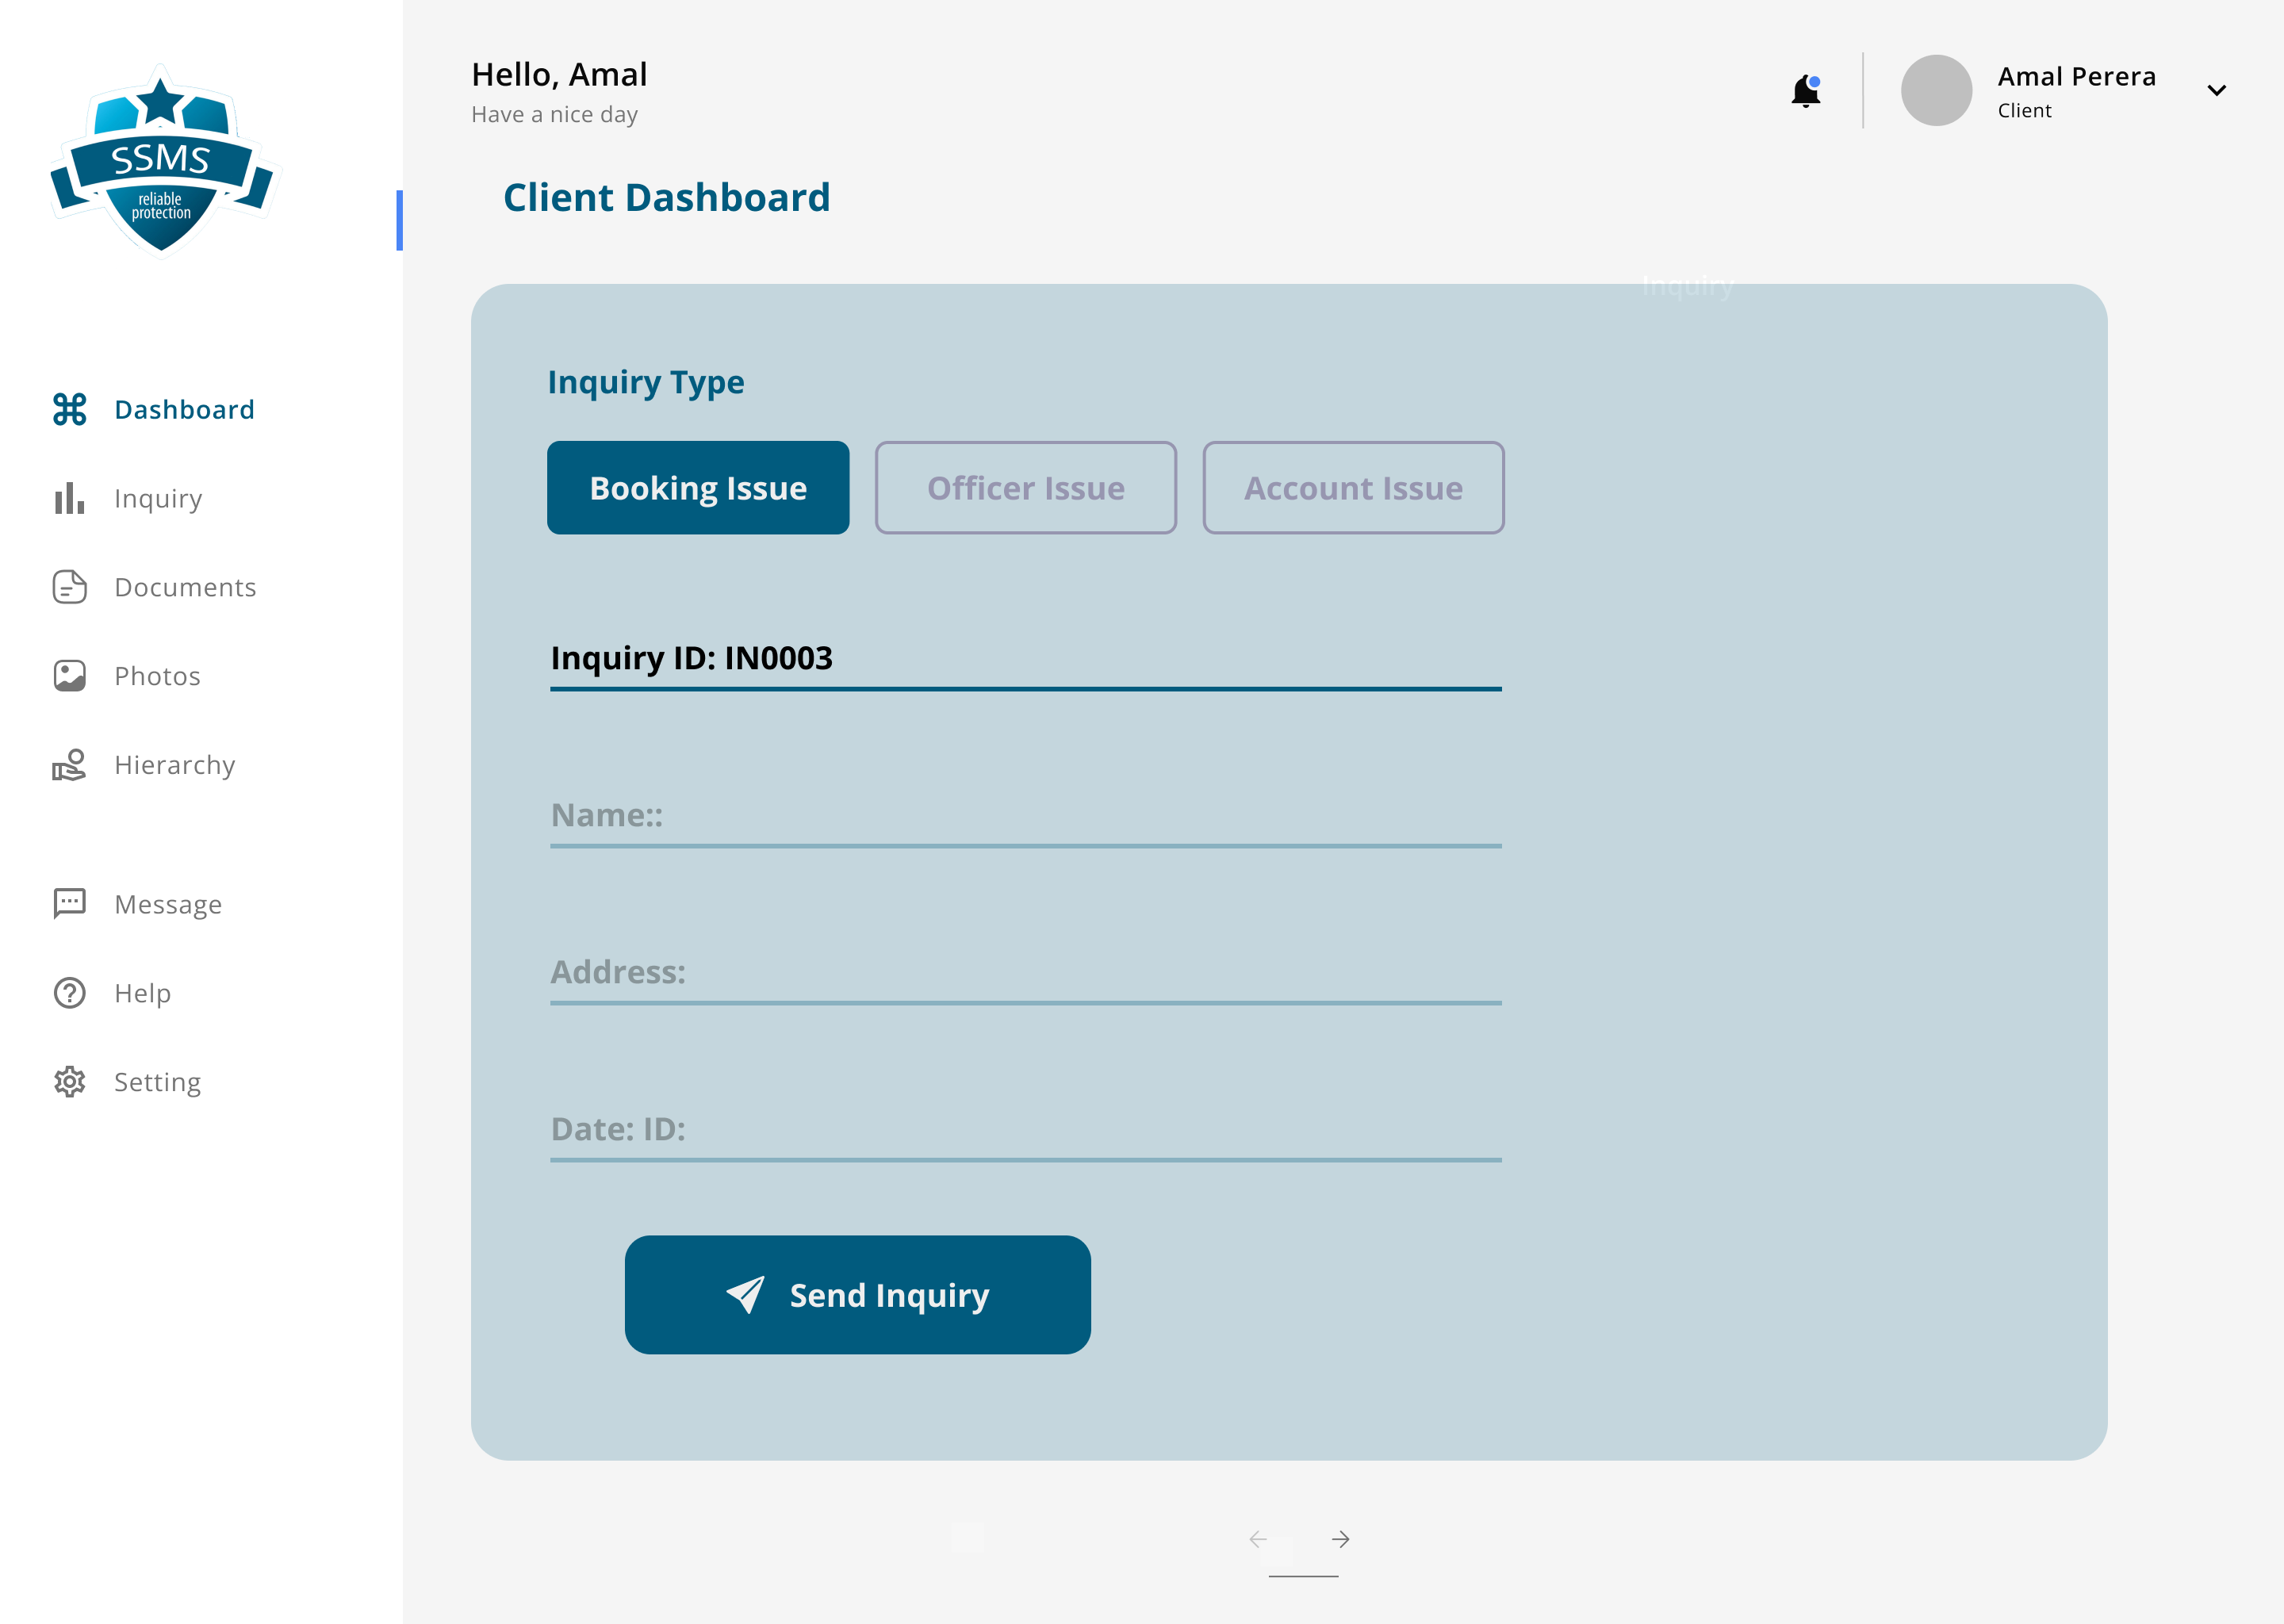 SSMS
reliable
protection
Dashboard
Inquiry
Documents
Photos
Hierarchy
Message
Help
Setting
Hello, Amal
Have a nice day
Amal Perera
Client
Client Dashboard
Inquiry
Inquiry Type
Booking Issue
Officer Issue
Account Issue
Inquiry ID: IN0003
Name::
Address:
Date: ID:
Send Inquiry